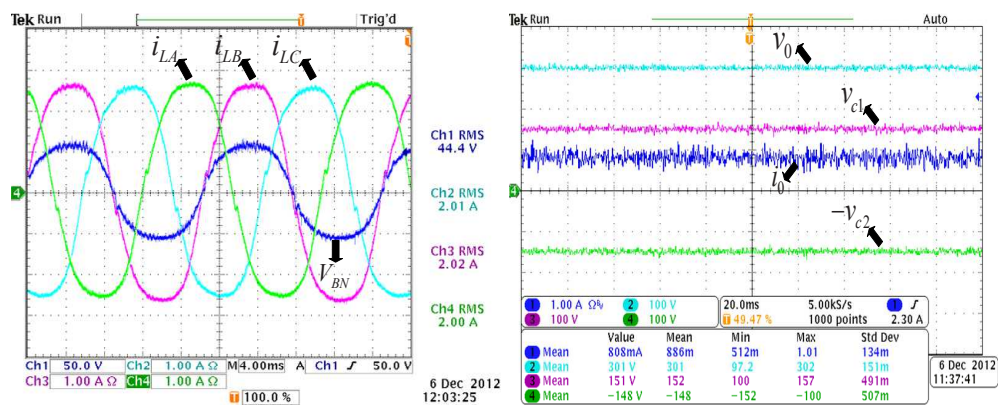 Tek Run
Trig'd
T
T
i_LA i_LB i_LC
Ch1 RMS
44.4 V
Ch2 RMS
2.01 A
Ch3 RMS
2.02 A
Ch4 RMS
2.00 A
4
V_BN
Ch1 50.0 V Ch2 1.00 A Ω M 4.00ms A Ch1 50.0 V
Ch3 1.00 A Ω Ch4 1.00 A Ω
6 Dec 2012
12:03:25
T 100.0 %
Tek Run
Auto
T
T
v_0
v_c1
i_0
4
−v_c2
1 1.00 A Ω 2 100 V
3 100 V 4 100 V
20.0ms 5.00kS/s 1
T 49.47 % 1000 points 2.30 A
Value Mean Min Max Std Dev
1 Mean 808mA 886m 512m 1.01 134m
2 Mean 301 V 301 97.2 302 151m
3 Mean 151 V 152 100 157 491m
4 Mean −148 V −148 −152 −100 507m
6 Dec 2012
11:37:41